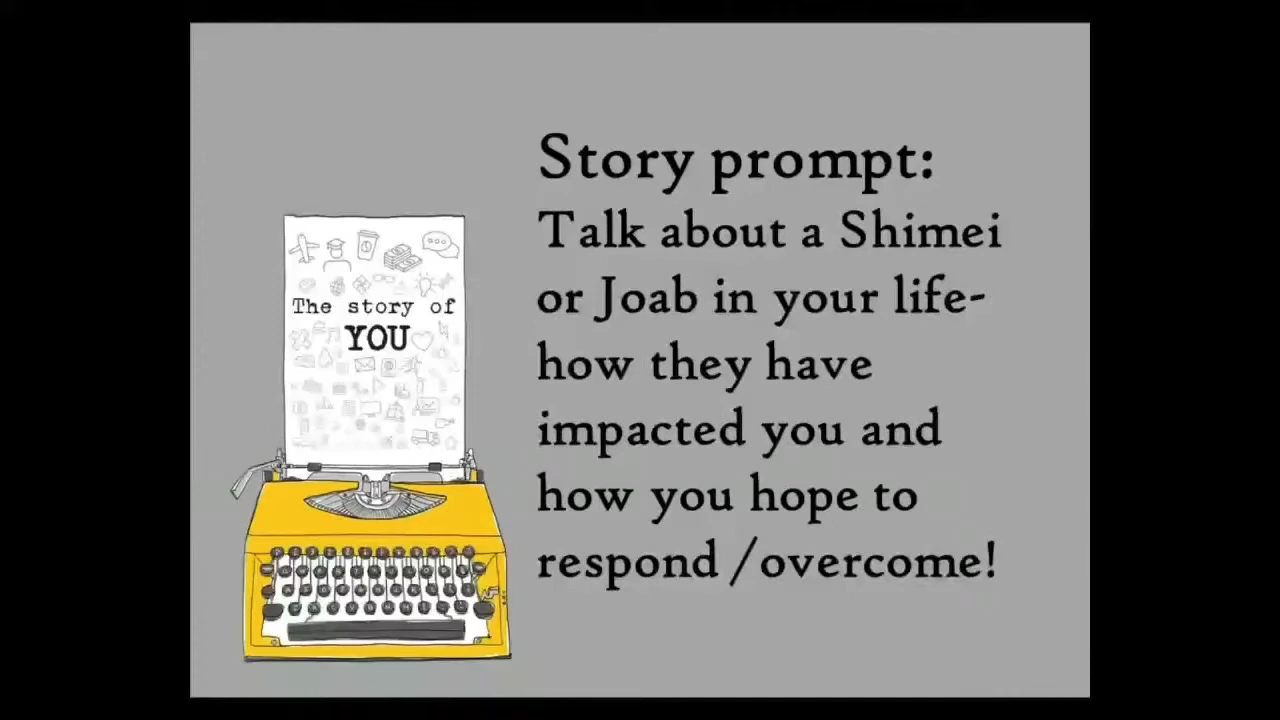 The story of
YOU
Story prompt:
Talk about a Shimei
or Joab in your life-
how they have
impacted you and
how you hope to
respond /overcome!